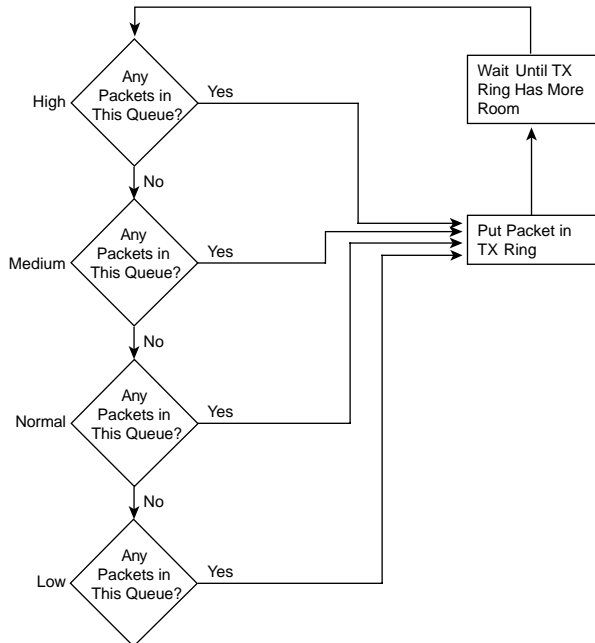 Any
Packets in
This Queue?
High
Yes
No
Wait Until TX
Ring Has More
Room
Any
Packets in
This Queue?
Medium
Yes
No
Put Packet in
TX Ring
Any
Packets in
This Queue?
Normal
Yes
No
Any
Packets in
This Queue?
Low
Yes